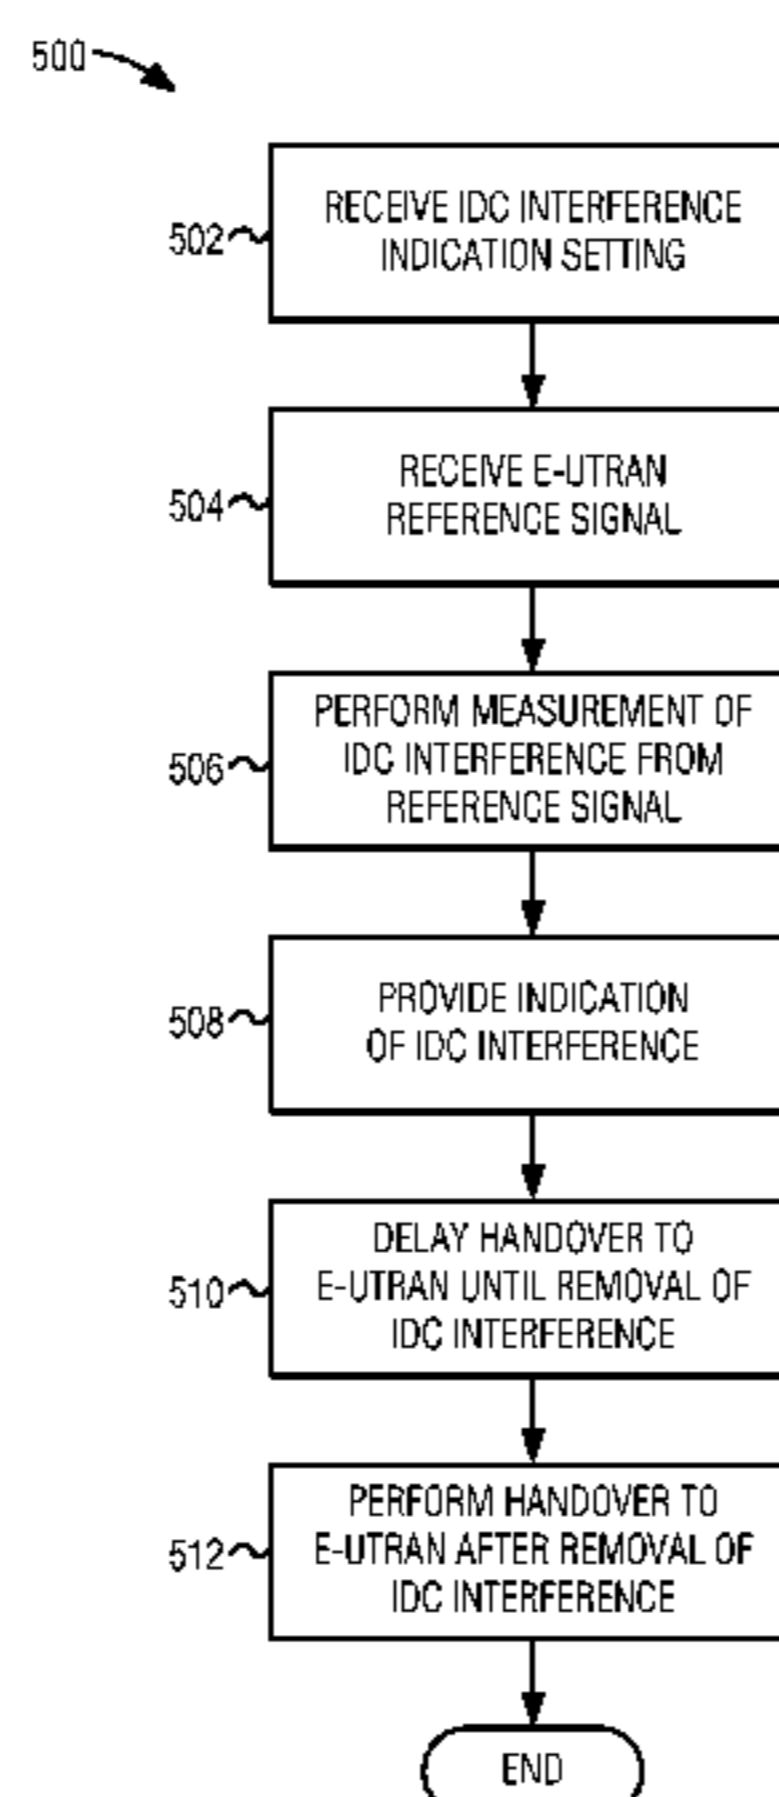 500
502
RECEIVE IDC INTERFERENCE
INDICATION SETTING
504
RECEIVE E-UTRAN
REFERENCE SIGNAL
506
PERFORM MEASUREMENT OF
IDC INTERFERENCE FROM
REFERENCE SIGNAL
508
PROVIDE INDICATION
OF IDC INTERFERENCE
510
DELAY HANDOVER TO
E-UTRAN UNTIL REMOVAL OF
IDC INTERFERENCE
512
PERFORM HANDOVER TO
E-UTRAN AFTER REMOVAL OF
IDC INTERFERENCE
END